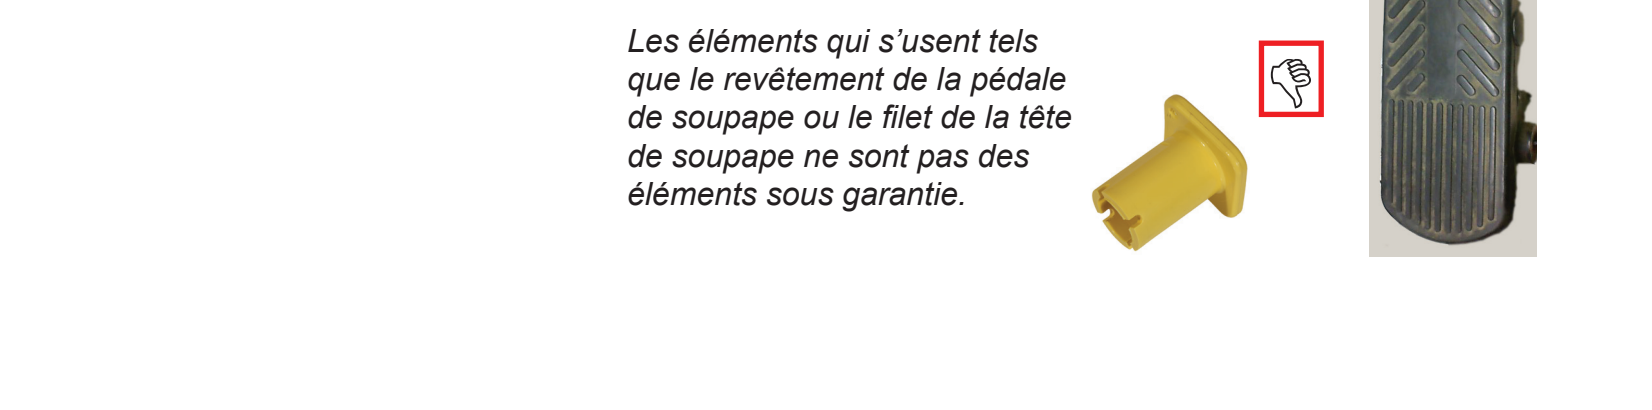 Les éléments qui s’usent tels
que le revêtement de la pédale
de soupape ou le filet de la tête
de soupape ne sont pas des
éléments sous garantie.